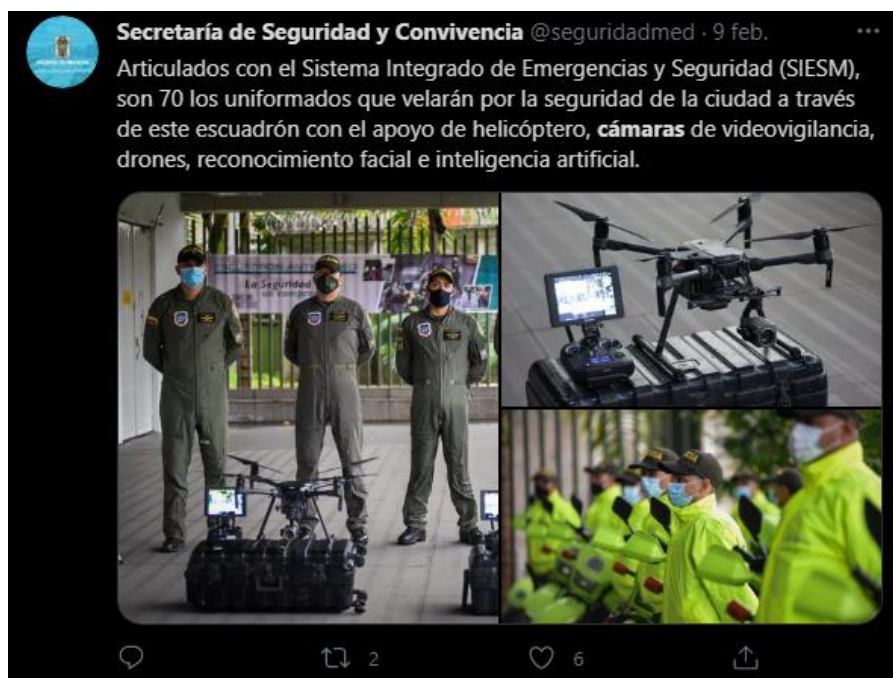 Secretaría de Seguridad y Convivencia @seguridadmed · 9 feb.
Articulados con el Sistema Integrado de Emergencias y Seguridad (SIESM),
son 70 los uniformados que velarán por la seguridad de la ciudad a través
de este escuadrón con el apoyo de helicóptero, cámaras de videovigilancia,
drones, reconocimiento facial e inteligencia artificial.
La Seguridad
un compro
2
6